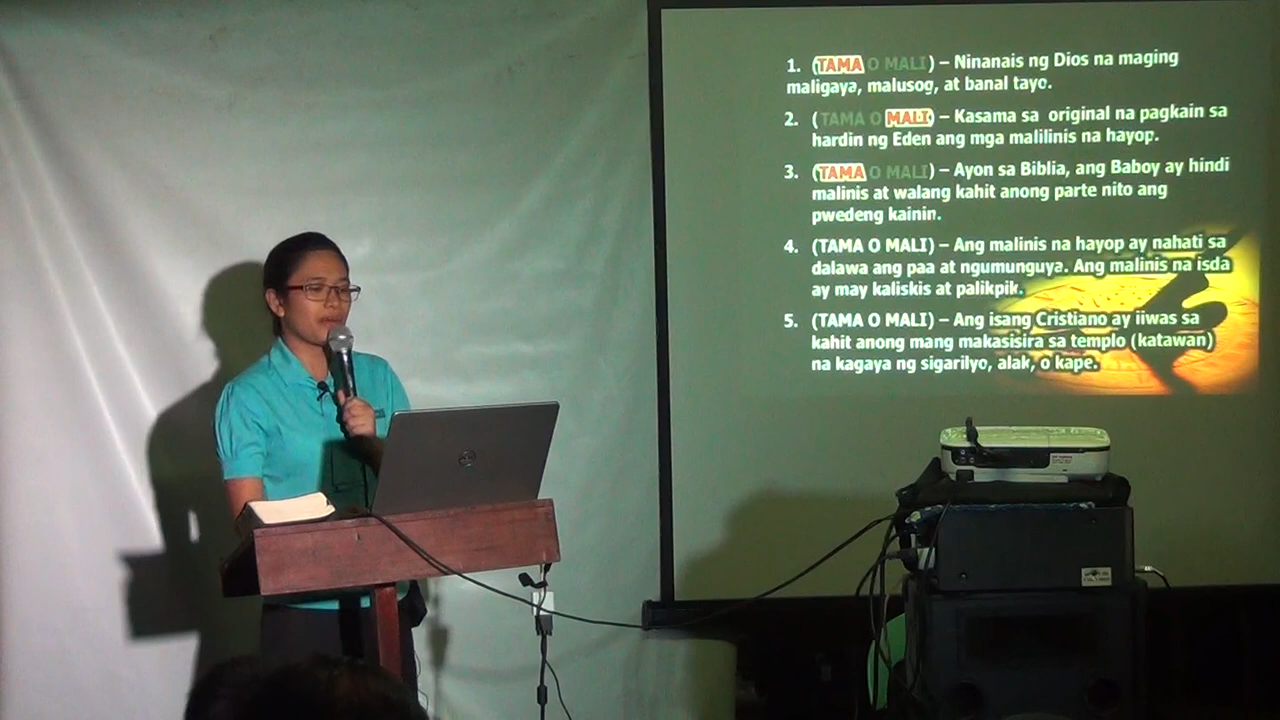 1. (TAMA O MALI) – Ninanais ng Dios na maging
maligaya, malusog, at banal tayo.
2. (TAMA O MALI) – Kasama sa original na pagkain sa
hardin ng Eden ang mga malilinis na hayop.
3. (TAMA O MALI) – Ayon sa Biblia, ang Baboy ay hindi
malinis at walang kahit anong parte nito ang
pwedeng kainin.
4. (TAMA O MALI) – Ang malinis na hayop ay nahati sa
dalawa ang paa at ngumunguya. Ang malinis na isda
ay may kaliskis at palikpik.
5. (TAMA O MALI) – Ang isang Cristiano ay iiwas sa
kahit anong mang makasisira sa templo (katawan)
na kagaya ng sigarilyo, alak, o kape.
DELL